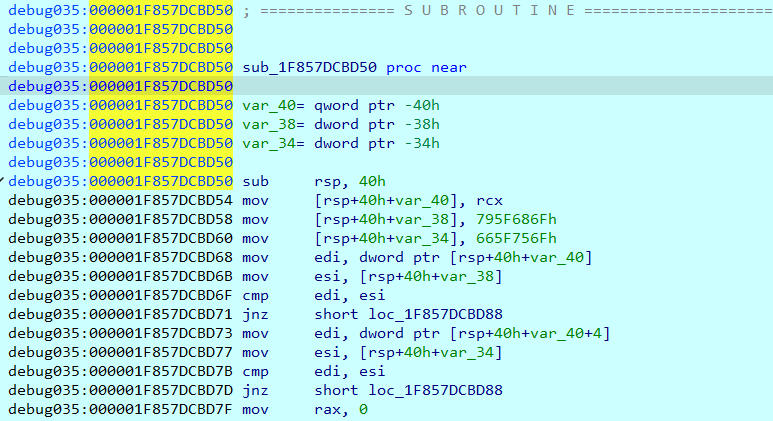 debug035:000001F857DCBD50 ; =============== S U B R O U T I N E =====================
debug035:000001F857DCBD50
debug035:000001F857DCBD50
debug035:000001F857DCBD50 sub_1F857DCBD50 proc near
debug035:000001F857DCBD50
debug035:000001F857DCBD50 var_40= qword ptr -40h
debug035:000001F857DCBD50 var_38= dword ptr -38h
debug035:000001F857DCBD50 var_34= dword ptr -34h
debug035:000001F857DCBD50
debug035:000001F857DCBD50 sub rsp, 40h
debug035:000001F857DCBD54 mov [rsp+40h+var_40], rcx
debug035:000001F857DCBD58 mov [rsp+40h+var_38], 795F686Fh
debug035:000001F857DCBD60 mov [rsp+40h+var_34], 665F756Fh
debug035:000001F857DCBD68 mov edi, dword ptr [rsp+40h+var_40]
debug035:000001F857DCBD6B mov esi, [rsp+40h+var_38]
debug035:000001F857DCBD6F cmp edi, esi
debug035:000001F857DCBD71 jnz short loc_1F857DCBD88
debug035:000001F857DCBD73 mov edi, dword ptr [rsp+40h+var_40+4]
debug035:000001F857DCBD77 mov esi, [rsp+40h+var_34]
debug035:000001F857DCBD7B cmp edi, esi
debug035:000001F857DCBD7D jnz short loc_1F857DCBD88
debug035:000001F857DCBD7F mov rax, 0